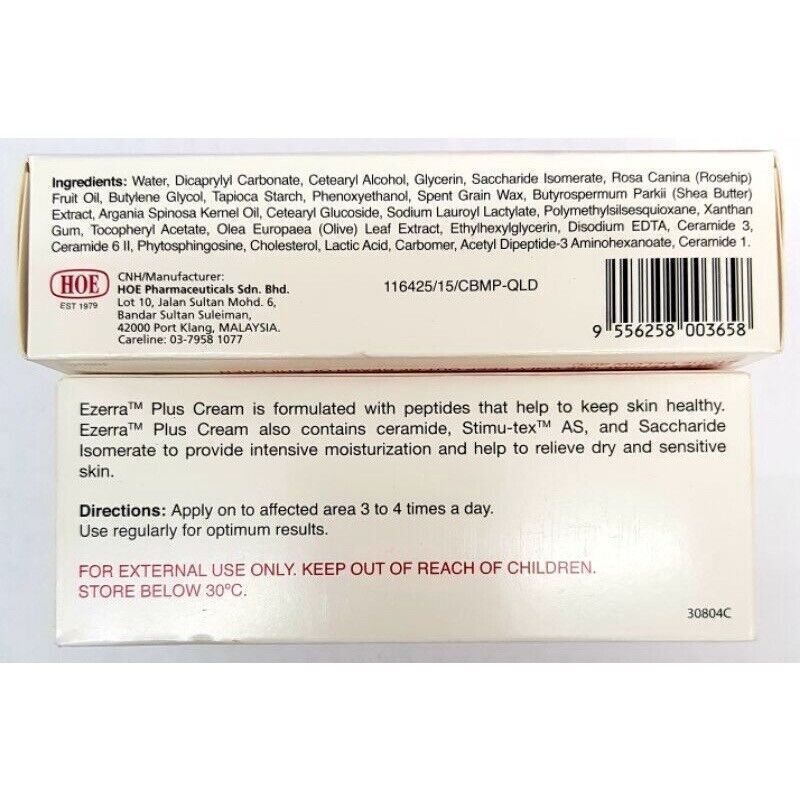 Ingredients: Water, Dicaprylyl Carbonate, Cetearyl Alcohol, Glycerin, Saccharide Isomerate, Rosa Canina (Rosehip)
Fruit Oil, Butylene Glycol, Tapioca Starch, Phenoxyethanol, Spent Grain Wax, Butyrospermum Parkii (Shea Butter)
Extract, Argania Spinosa Kernel Oil, Cetearyl Glucoside, Sodium Lauroyl Lactylate, Polymethylsilsesquioxane, Xanthan
Gum, Tocopheryl Acetate, Olea Europaea (Olive) Leaf Extract, Ethylhexylglycerin, Disodium EDTA, Ceramide 3,
Ceramide 6 II, Phytosphingosine, Cholesterol, Lactic Acid, Carbomer, Acetyl Dipeptide-3 Aminohexanoate, Ceramide 1.
HOE
EST 1979
CNH/Manufacturer:
HOE Pharmaceuticals Sdn. Bhd.
Lot 10, Jalan Sultan Mohd. 6,
Bandar Sultan Suleiman,
42000 Port Klang, MALAYSIA.
Careline: 03-7958 1077
116425/15/CBMP-QLD
9 556258 003658
Ezerra™ Plus Cream is formulated with peptides that help to keep skin healthy.
Ezerra™ Plus Cream also contains ceramide, Stimu-tex™ AS, and Saccharide
Isomerate to provide intensive moisturization and help to relieve dry and sensitive
skin.
Directions: Apply on to affected area 3 to 4 times a day.
Use regularly for optimum results.
FOR EXTERNAL USE ONLY. KEEP OUT OF REACH OF CHILDREN.
STORE BELOW 30ºC.
30804C